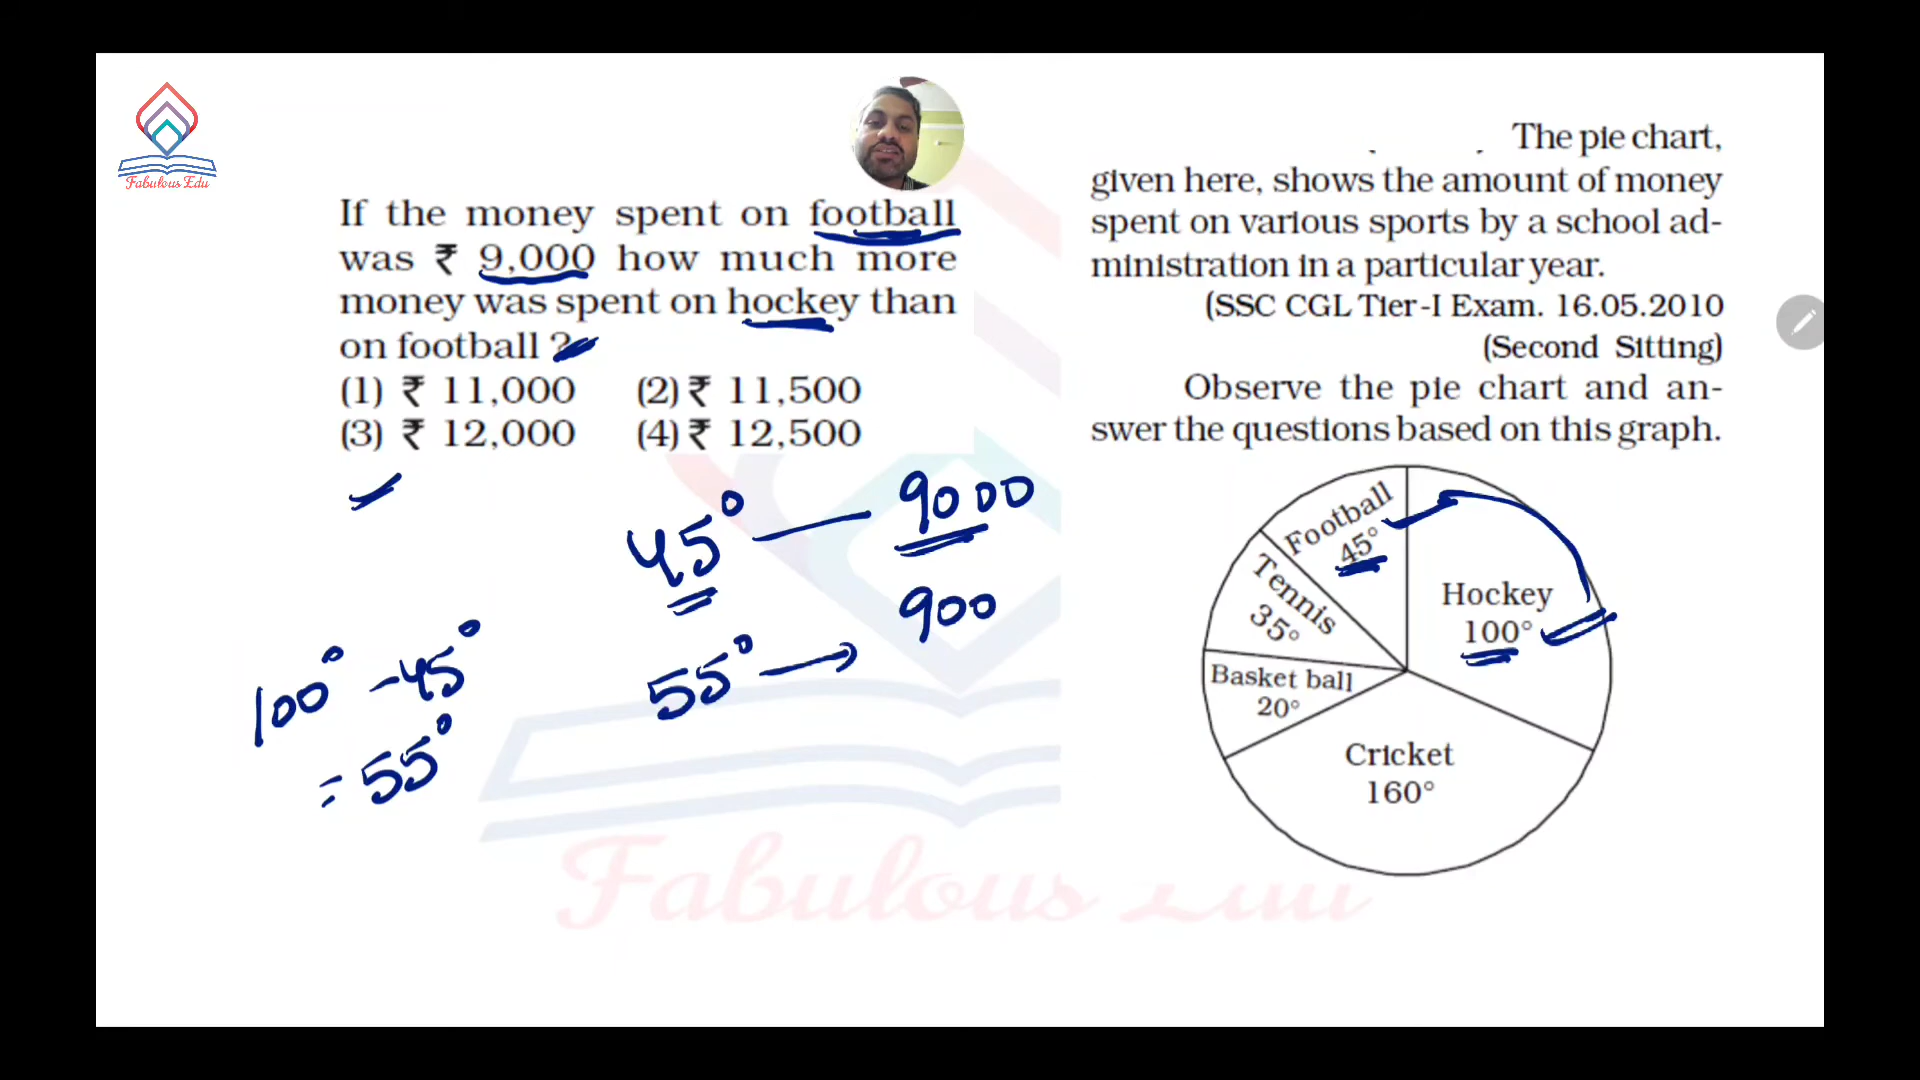 Fabulous Edu
If the money spent on football
was ₹ 9,000 how much more
money was spent on hockey than
on football ?
(1) ₹ 11,000 (2) ₹ 11,500
(3) ₹ 12,000 (4) ₹ 12,500
45° — 9000
900
55° →
100° - 45°
= 55°
The pie chart,
given here, shows the amount of money
spent on various sports by a school ad-
ministration in a particular year.
(SSC CGL Tier-I Exam. 16.05.2010
(Second Sitting)
Observe the pie chart and an-
swer the questions based on this graph.
Football
45°
Tennis
35°
Hockey
100°
Basket ball
20°
Cricket
160°
Fabulous Edu